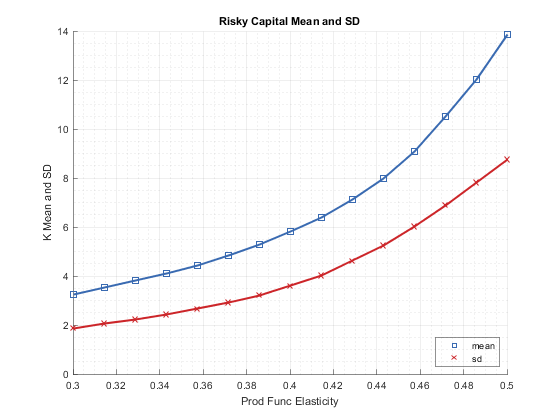 Risky Capital Mean and SD
14
12
10
8
6
4
2
0
K Mean and SD
mean
sd
0.3 0.32 0.34 0.36 0.38 0.4 0.42 0.44 0.46 0.48 0.5
Prod Func Elasticity